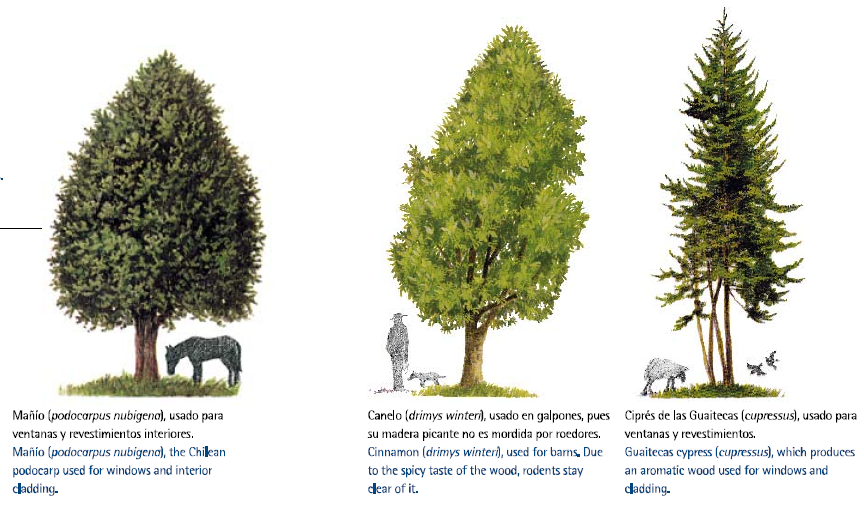 Mañío (podocarpus nubigena), usado para
ventanas y revestimientos interiores.
Mañío (podocarpus nubigena), the Chilean
podocarp used for windows and interior
cladding.
Canelo (drimys winteri), usado en galpones, pues
su madera picante no es mordida por roedores.
Cinnamon (drimys winteri), used for barns. Due
to the spicy taste of the wood, rodents stay
clear of it.
Ciprés de las Guaitecas (cupressus), usado para
ventanas y revestimientos.
Guaitecas cypress (cupressus), which produces
an aromatic wood used for windows and
cladding.